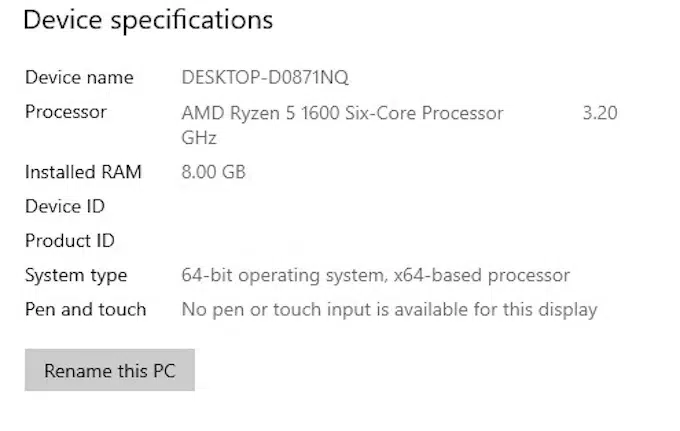 Device specifications
Device name DESKTOP-D0871NQ
Processor AMD Ryzen 5 1600 Six-Core Processor 3.20
GHz
Installed RAM 8.00 GB
Device ID
Product ID
System type 64-bit operating system, x64-based processor
Pen and touch No pen or touch input is available for this display
Rename this PC